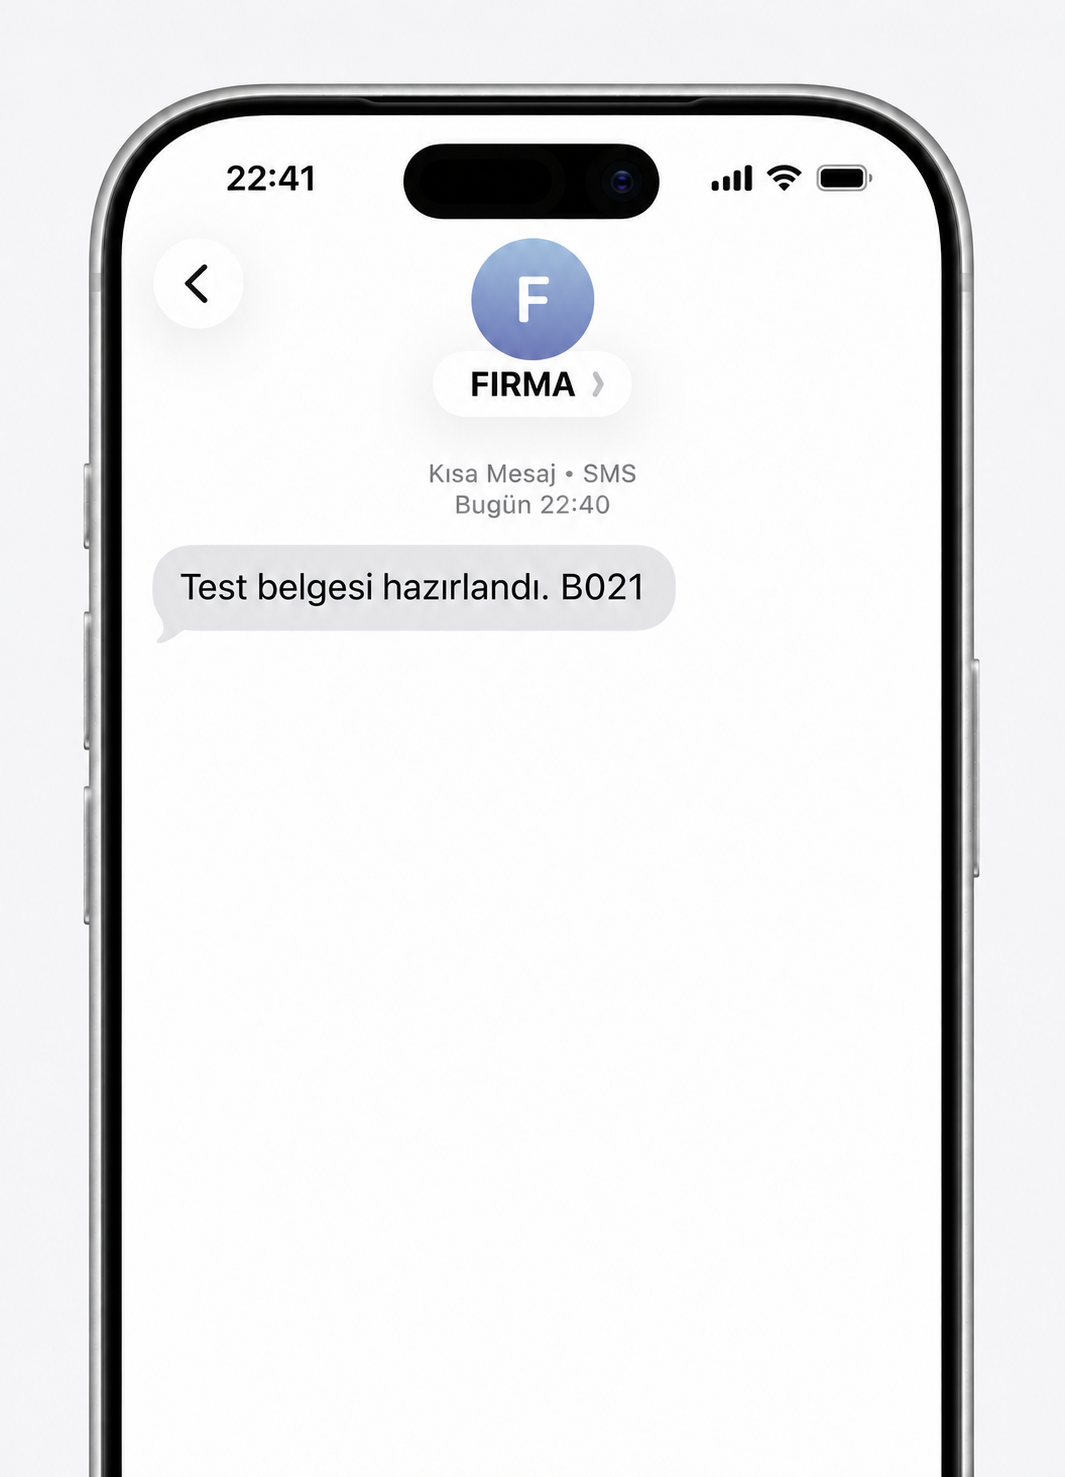 22:41
F
FIRMA
Kısa Mesaj • SMS
Bugün 22:40
Test belgesi hazırlandı. B021